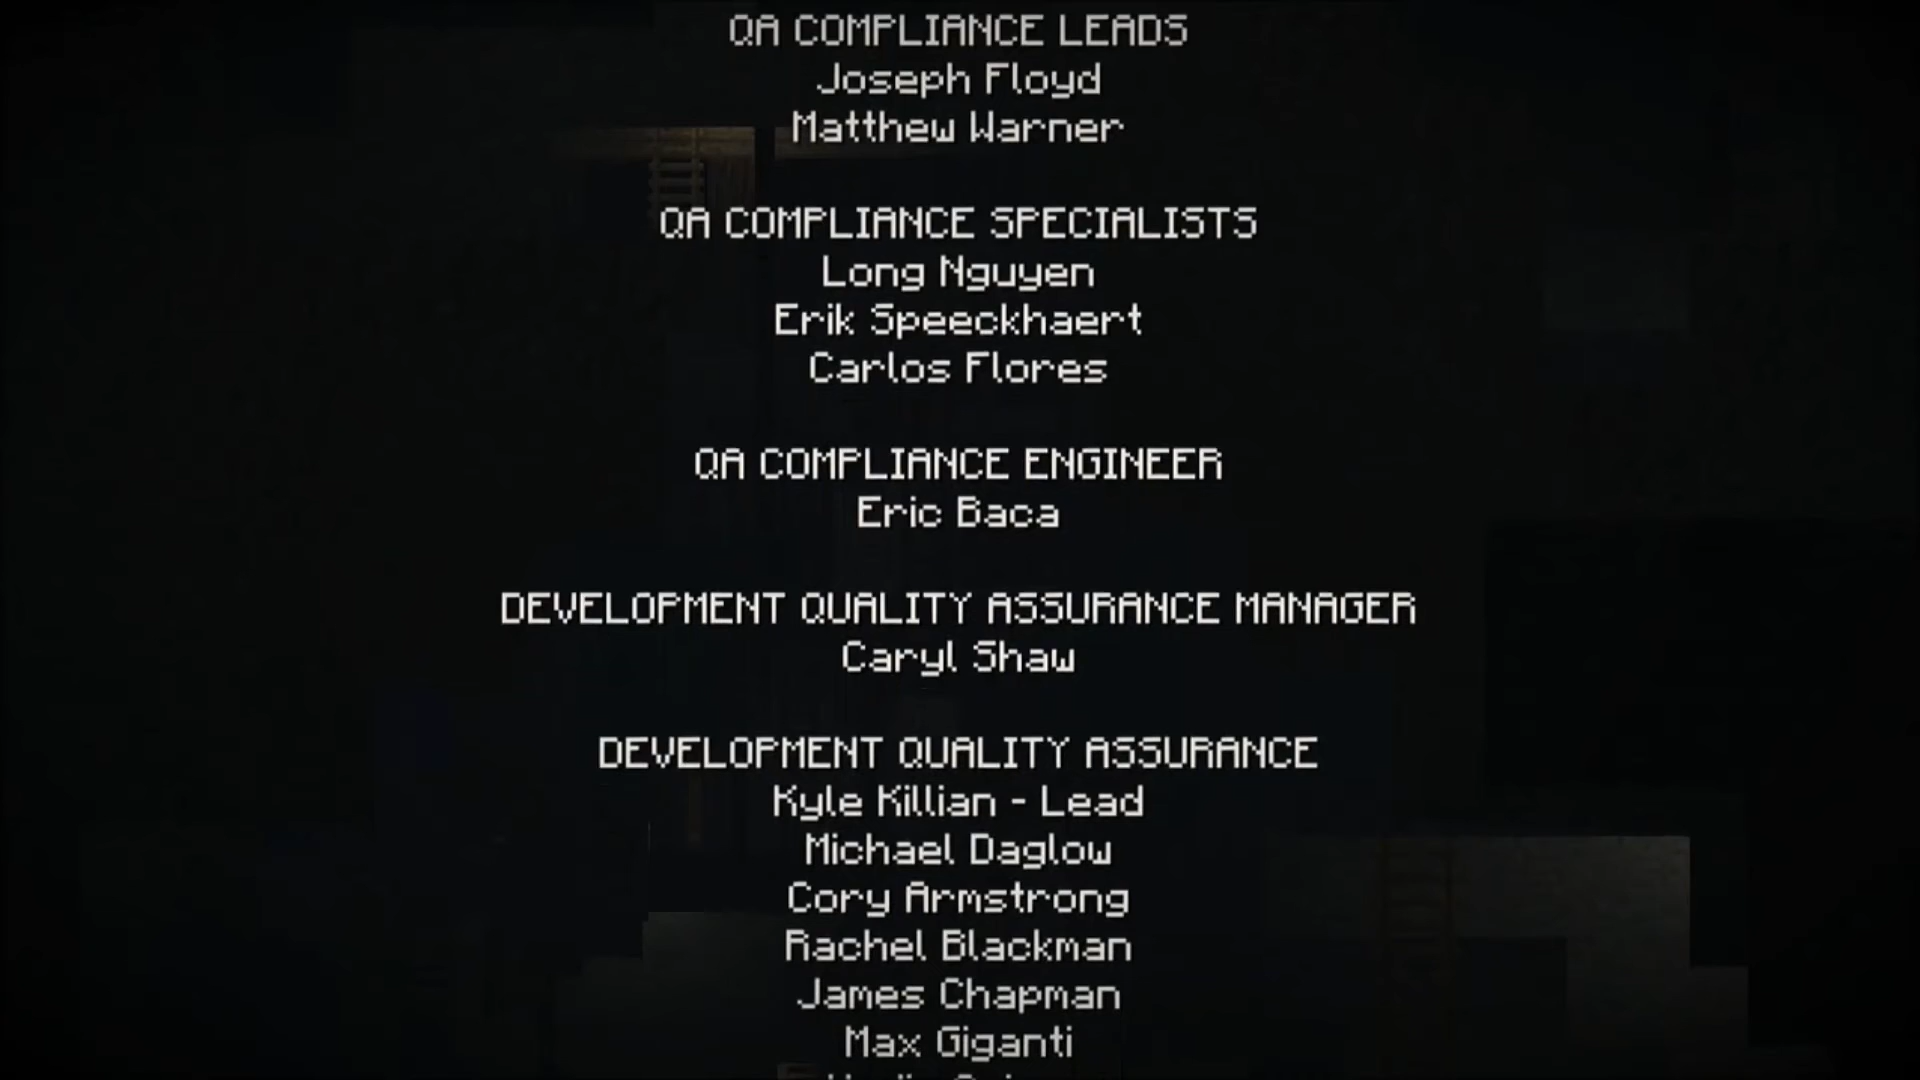 QA COMPLIANCE LEADS
Joseph Floyd
Matthew Warner
QA COMPLIANCE SPECIALISTS
Long Nguyen
Erik Speeckhaert
Carlos Flores
QA COMPLIANCE ENGINEER
Eric Baca
DEVELOPMENT QUALITY ASSURANCE MANAGER
Caryl Shaw
DEVELOPMENT QUALITY ASSURANCE
Kyle Killian - Lead
Michael Daglow
Cory Armstrong
Rachel Blackman
James Chapman
Max Giganti